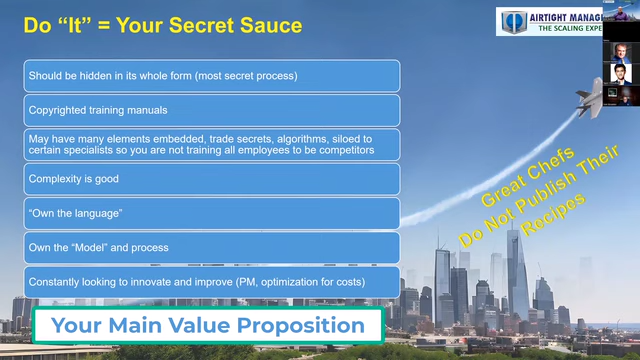 Do “It” = Your Secret Sauce
AIRTIGHT MANAG
THE SCALING EXPE
Should be hidden in its whole form (most secret process)
Copyrighted training manuals
May have many elements embedded, trade secrets, algorithms, siloed to
certain specialists so you are not training all employees to be competitors
Complexity is good
“Own the language”
Own the “Model” and process
Constantly looking to innovate and improve (PM, optimization for costs)
Great Chefs
Do Not Publish Their
Recipes
Your Main Value Proposition